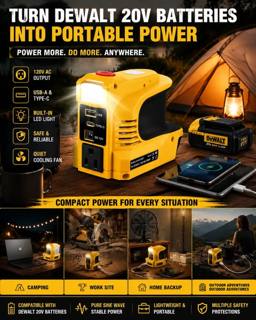 TURN DEWALT 20V BATTERIES
INTO PORTABLE POWER
POWER MORE. DO MORE. ANYWHERE.
120V AC
OUTPUT
USB-A &
TYPE-C
BUILT-IN
LED LIGHT
SAFE &
RELIABLE
QUIET
COOLING FAN
DEWALT
COMPACT POWER FOR EVERY SITUATION
CAMPING
WORK SITE
HOME BACKUP
OUTDOOR ADVENTURES
OUTDOOR ADVENTURES
COMPATIBLE WITH
DEWALT 20V BATTERIES
PURE SINE WAVE
STABLE POWER
LIGHTWEIGHT &
PORTABLE
MULTIPLE SAFETY
PROTECTIONS